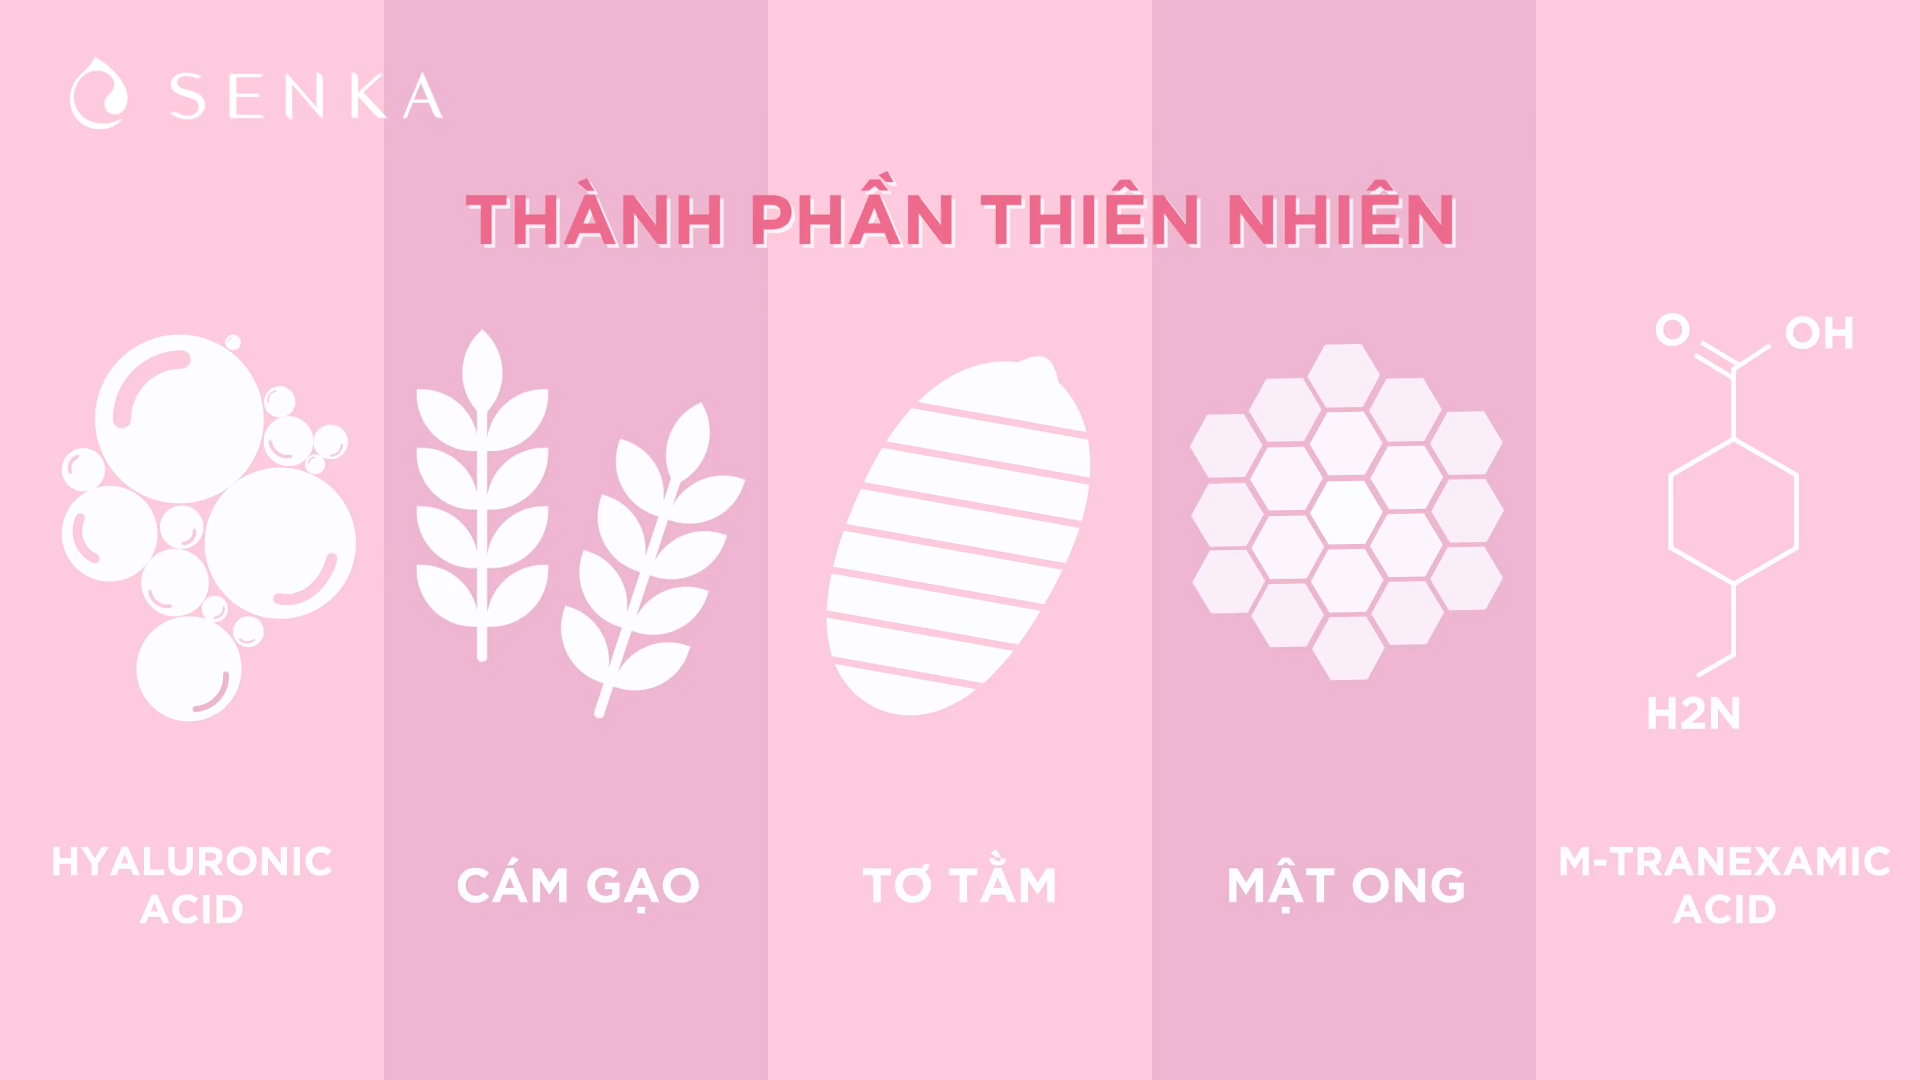 SENKA
THÀNH PHẦN THIÊN NHIÊN
O
OH
H2N
HYALURONIC
ACID
CÁM GẠO
TƠ TẰM
MẬT ONG
M-TRANEXAMIC
ACID